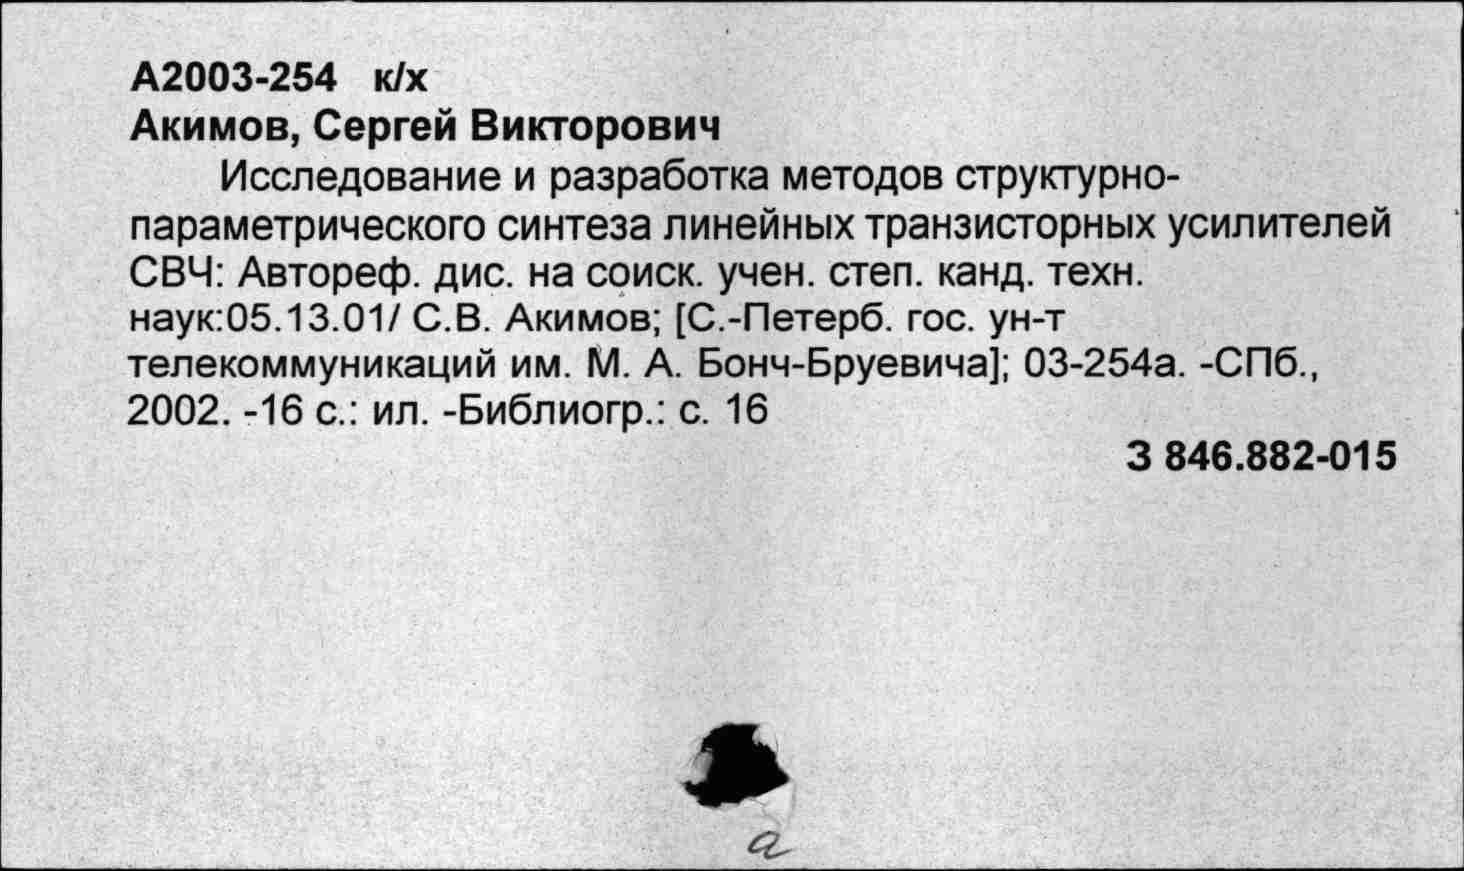 А2003-254 к/х
Акимов, Сергей Викторович
Исследование и разработка методов структурно-
параметрического синтеза линейных транзисторных усилителей
СВЧ: Автореф. дис. на соиск. учен. степ. канд. техн.
наук:05.13.01/ С.В. Акимов; [С.-Петерб. гос. ун-т
телекоммуникаций им. М. А. Бонч-Бруевича]; 03-254а. -СПб.,
2002. -16 с.: ил. -Библиогр.: с. 16
З 846.882-015
а